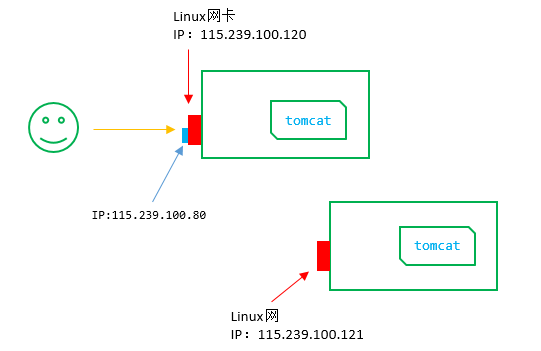 Linux网卡
IP：115.239.100.120
tomcat
IP:115.239.100.80
tomcat
Linux网
IP：115.239.100.121